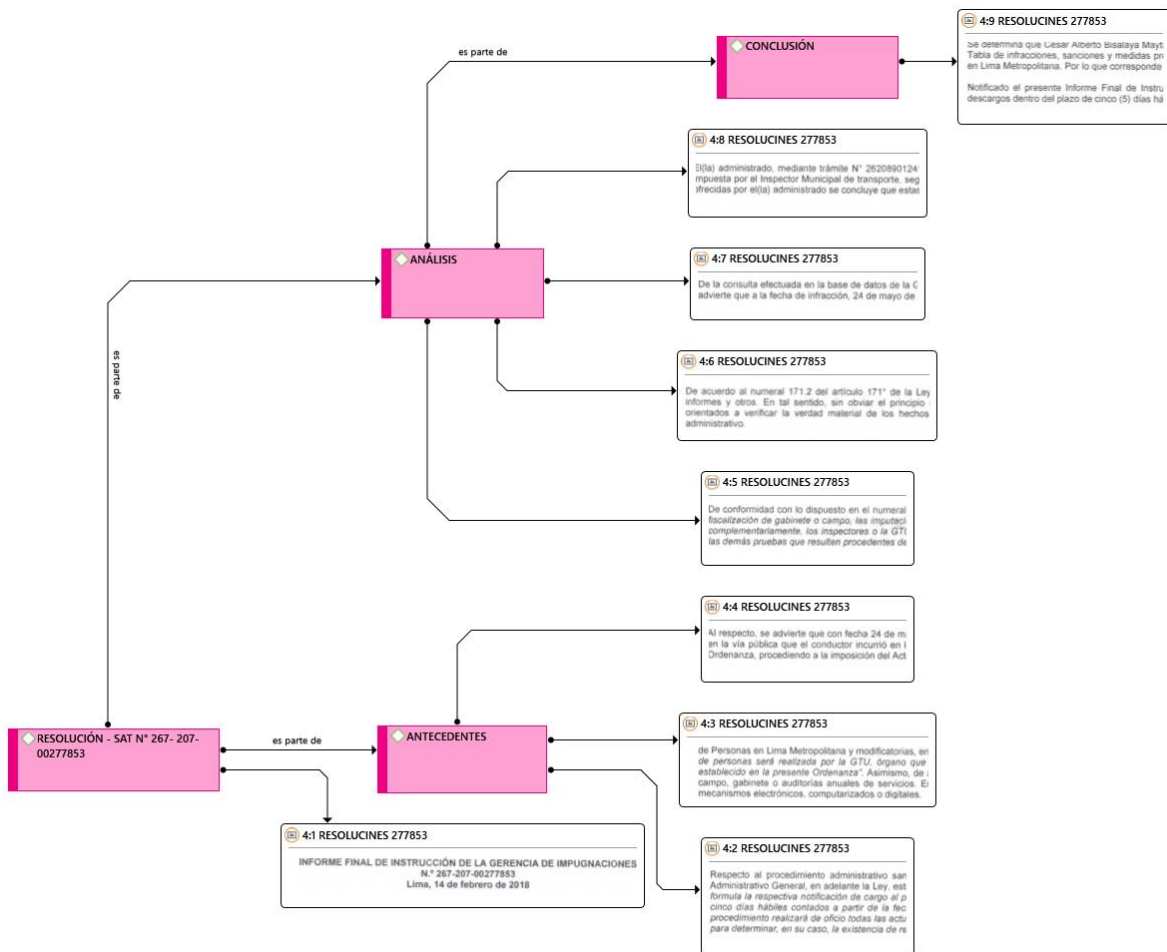 4:9 RESOLUCINES 277853
Se determina que César Alberto Bisalaya Mayt
Tabla de infracciones, sanciones y medidas pr
en Lima Metropolitana. Por lo que corresponde
Notificado el presente Informe Final de Instru
descargos dentro del plazo de cinco (5) días há
CONCLUSIÓN
es parte de
4:8 RESOLUCINES 277853
El(la) administrado, mediante trámite N° 2620890124
mpuesta por el Inspector Municipal de transporte, seg
ofrecidas por el(la) administrado se concluye que estas
ANÁLISIS
4:7 RESOLUCINES 277853
De la consulta efectuada en la base de datos de la G
advierte que a la fecha de infracción, 24 de mayo de
4:6 RESOLUCINES 277853
De acuerdo al numeral 171.2 del artículo 171° de la Ley
informes y otros. En tal sentido, sin obviar el principio
orientados a verificar la verdad material de los hechos
administrativo.
es parte de
4:5 RESOLUCINES 277853
De conformidad con lo dispuesto en el numeral
fiscalización de gabinete o campo, las imputaci
complementariamente, los inspectores o la GTU
las demás pruebas que resulten procedentes de
4:4 RESOLUCINES 277853
Al respecto, se advierte que con fecha 24 de m
en la vía pública que el conductor incurrió en l
Ordenanza, procediendo a la imposición del Act
RESOLUCIÓN - SAT N° 267- 207-
00277853
es parte de
ANTECEDENTES
4:3 RESOLUCINES 277853
de Personas en Lima Metropolitana y modificatorias, en
de personas será realizada por la GTU, órgano que
establecido en la presente Ordenanza". Asimismo, de
campo, gabinete o auditorías anuales de servicios. E
mecanismos electrónicos, computarizados o digitales.
4:1 RESOLUCINES 277853
INFORME FINAL DE INSTRUCCIÓN DE LA GERENCIA DE IMPUGNACIONES
N.° 267-207-00277853
Lima, 14 de febrero de 2018
4:2 RESOLUCINES 277853
Respecto al procedimiento administrativo san
Administrativo General, en adelante la Ley, est
formula la respectiva notificación de cargo al p
cinco días hábiles contados a partir de la fec
procedimiento realizará de oficio todas las actu
para determinar, en su caso, la existencia de re